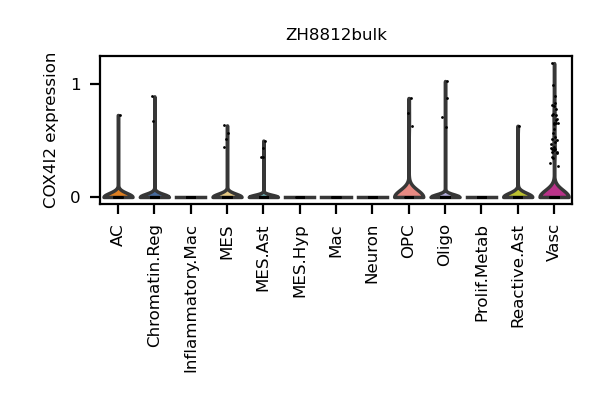 ZH8812bulk
COX4I2 expression
1
0
AC
Chromatin.Reg
Inflammatory.Mac
MES
MES.Ast
MES.Hyp
Mac
Neuron
OPC
Oligo
Prolif.Metab
Reactive.Ast
Vasc